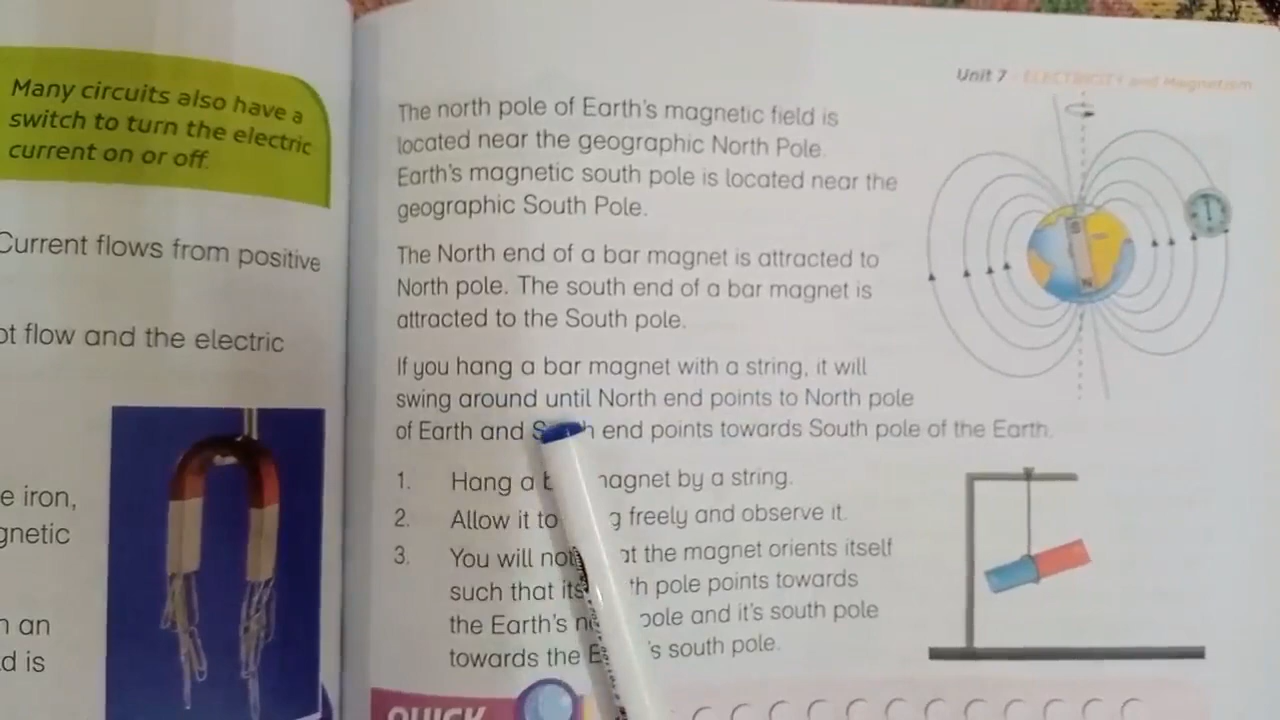 Many circuits also have a
switch to turn the electric
current on or off.
Current flows from positive
flow and the electric
iron,
an
is
Unit 7 - ELECTRICITY and Magnetism
The north pole of Earth's magnetic field is
located near the geographic North Pole.
Earth's magnetic south pole is located near the
geographic South Pole.
The North end of a bar magnet is attracted to
North pole. The south end of a bar magnet is
attracted to the South pole.
If you hang a bar magnet with a string, it will
swing around until North end points to North pole
of Earth and end points towards South pole of the Earth.
1. Hang a by a string.
2. Allow it to freely and observe it.
3. You will the magnet orients itself
such that its pole points towards
the Earth's pole and it's south pole
towards the south pole.
S
N
QUICK